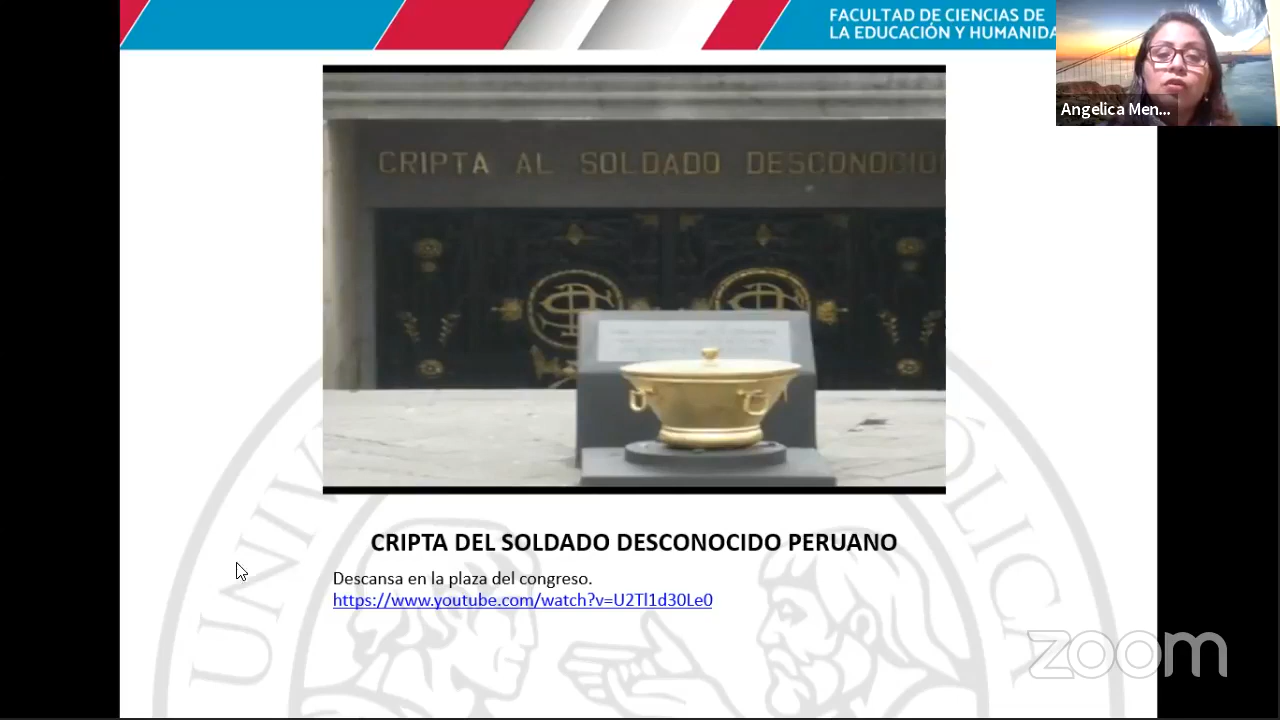 FACULTAD DE CIENCIAS DE
LA EDUCACIÓN Y HUMANIDA
Angelica Men...
CRIPTA AL SOLDADO DESCONOCIDO
CRIPTA DEL SOLDADO DESCONOCIDO PERUANO
Descansa en la plaza del congreso.
https://www.youtube.com/watch?v=U2Tl1d30Le0
zoom